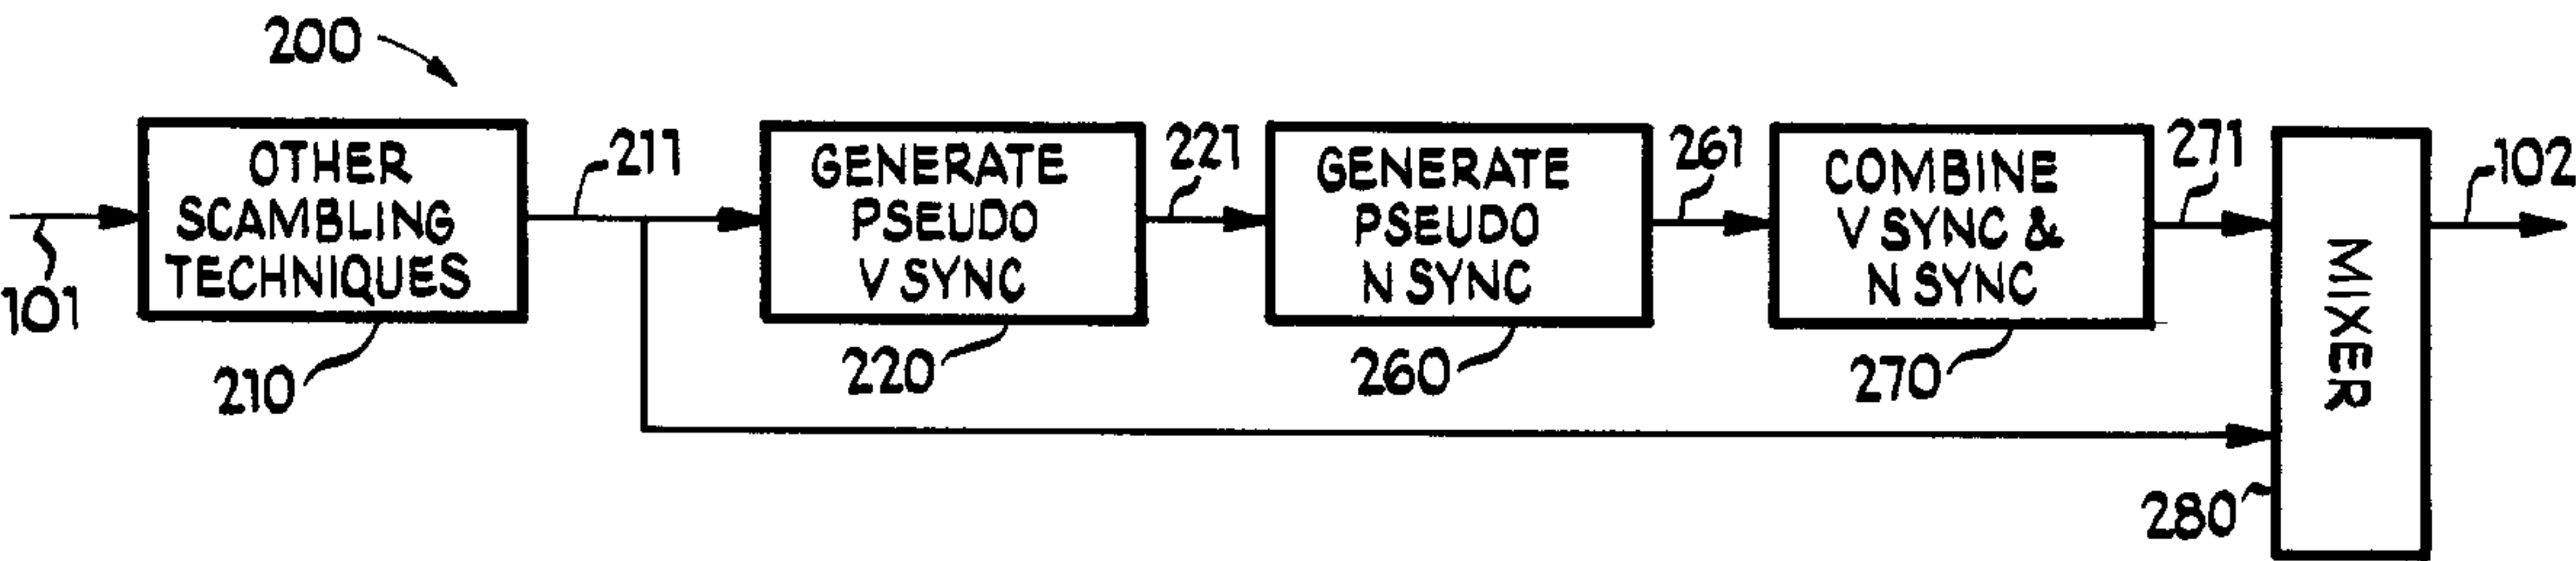 200
OTHER
SCAMBLING
TECHNIQUES
211
GENERATE
PSEUDO
V SYNC
221
GENERATE
PSEUDO
N SYNC
261
COMBINE
V SYNC &
N SYNC
271
MIXER
102
101
210
220
260
270
280